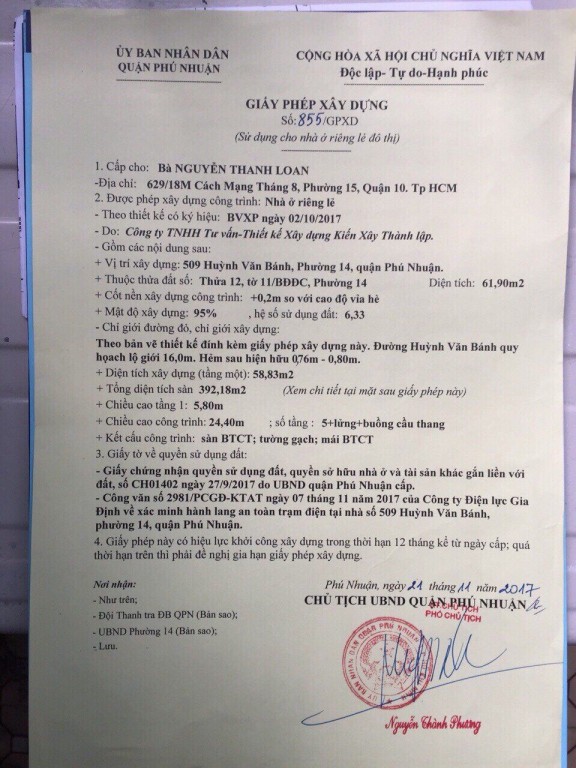 ỦY BAN NHÂN DÂN
QUẬN PHÚ NHUẬN
CỘNG HÒA XÃ HỘI CHỦ NGHĨA VIỆT NAM
Độc lập- Tự do-Hạnh phúc
GIẤY PHÉP XÂY DỰNG
Số:855/GPXD
(Sử dụng cho nhà ở riêng lẻ đô thị)
1. Cấp cho: Bà NGUYỄN THANH LOAN
-Địa chỉ: 629/18M Cách Mạng Tháng 8, Phường 15, Quận 10. Tp HCM
2. Được phép xây dựng công trình: Nhà ở riêng lẻ
- Theo thiết kế có ký hiệu: BVXP ngày 02/10/2017
- Do: Công ty TNHH Tư vấn-Thiết kế Xây dựng Kiến Xây Thành lập.
- Gồm các nội dung sau:
+ Vị trí xây dựng: 509 Huỳnh Văn Bánh, Phường 14, quận Phú Nhuận.
+ Thuộc thửa đất số: Thửa 12, tờ 11/BĐĐC, Phường 14 Diện tích: 61,90m2
+ Cốt nền xây dựng công trình: +0,2m so với cao độ vỉa hè
+ Mật độ xây dựng: 95% , hệ số sử dụng đất: 6,33
- Chỉ giới đường đỏ, chỉ giới xây dựng:
Theo bản vẽ thiết kế đính kèm giấy phép xây dựng này. Đường Huỳnh Văn Bánh quy
hoạch lộ giới 16,0m. Hẻm sau hiện hữu 0,76m - 0,80m.
+ Diện tích xây dựng (tầng một): 58,83m2
+ Tổng diện tích sàn 392,18m2 (Xem chi tiết tại mặt sau giấy phép này)
+ Chiều cao tầng 1: 5,80m
+ Chiều cao công trình: 24,40m ; số tầng : 5+lửng+buồng cầu thang
+ Kết cấu công trình: sàn BTCT; tường gạch; mái BTCT
3. Giấy tờ về quyền sử dụng đất:
- Giấy chứng nhận quyền sử dụng đất, quyền sở hữu nhà ở và tài sản khác gắn liền với
đất, số CH01402 ngày 27/9/2017 do UBND quận Phú Nhuận cấp.
- Công văn số 2981/PCGĐ-KTAT ngày 07 tháng 11 năm 2017 của Công ty Điện lực Gia
Định về xác minh hành lang an toàn trạm điện tại nhà số 509 Huỳnh Văn Bánh,
phường 14, quận Phú Nhuận.
4. Giấy phép này có hiệu lực khởi công xây dựng trong thời hạn 12 tháng kể từ ngày cấp; quá
thời hạn trên thì phải đề nghị gia hạn giấy phép xây dựng.
Nơi nhận:
- Như trên;
- Đội Thanh tra ĐB QPN (Bản sao);
- UBND Phường 14 (Bản sao);
- Lưu.
Phú Nhuận, ngày 21 tháng 11 năm 2017
CHỦ TỊCH UBND QUẬN PHÚ NHUẬN
KT.CHỦ TỊCH
PHÓ CHỦ TỊCH
Nguyễn Thành Phương